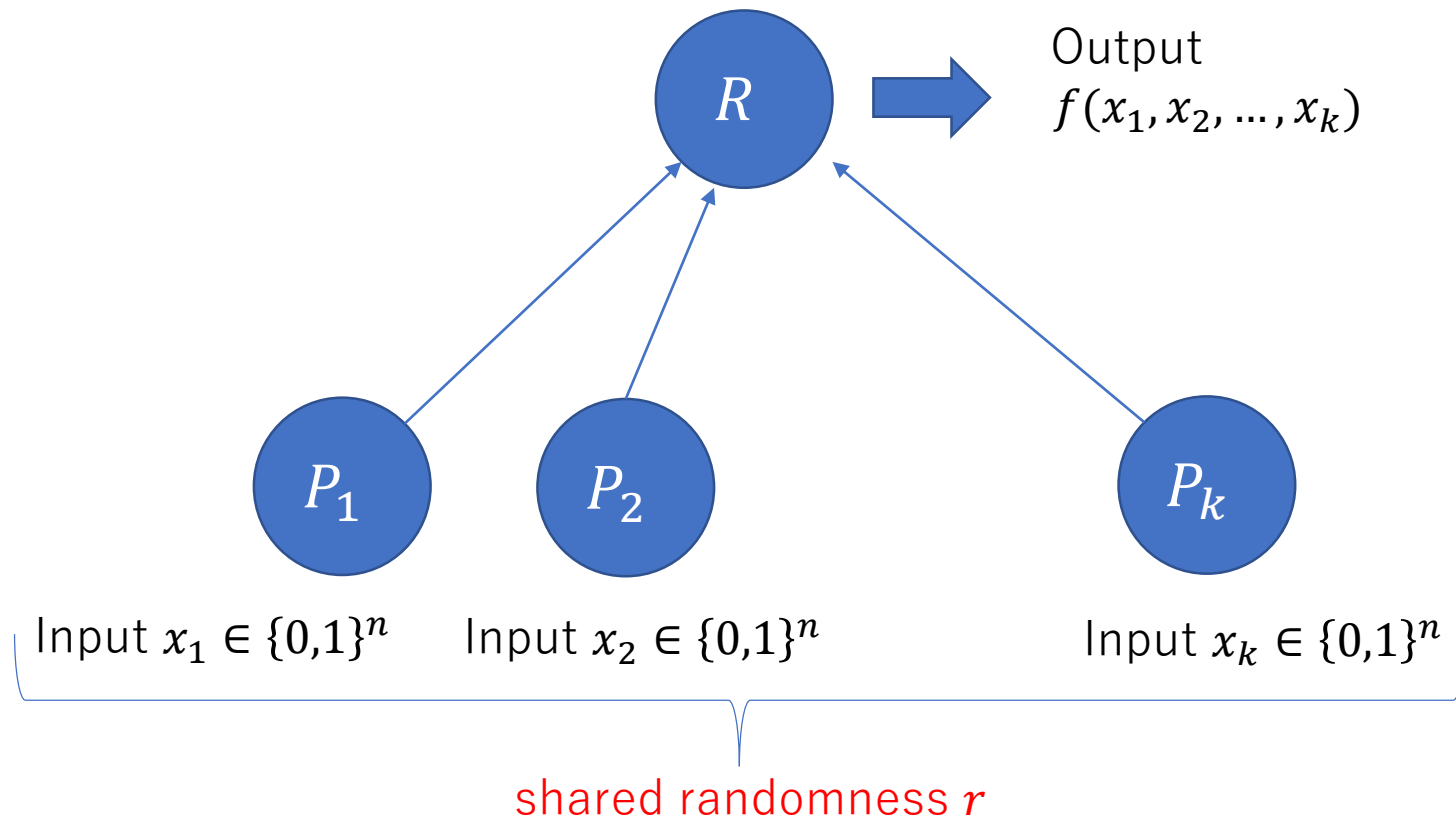 R
Output
f(x_1, x_2, …, x_k)
P_1
P_2
P_k
Input x_1 ∈ {0,1}^n
Input x_2 ∈ {0,1}^n
Input x_k ∈ {0,1}^n
shared randomness r